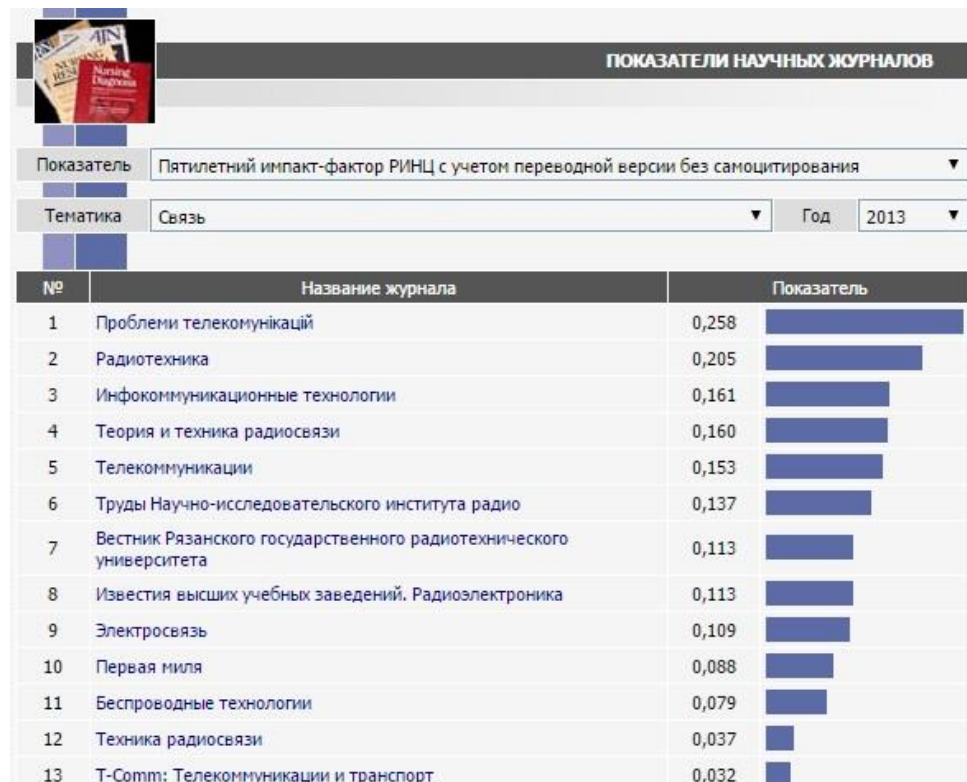 AJN
Nursing
Diagnosis
ПОКАЗАТЕЛИ НАУЧНЫХ ЖУРНАЛОВ
Показатель Пятилетний импакт-фактор РИНЦ с учетом переводной версии без самоцитирования
Тематика Связь Год 2013
№ Название журнала Показатель
1 Проблеми телекомунікацій 0,258
2 Радиотехника 0,205
3 Инфокоммуникационные технологии 0,161
4 Теория и техника радиосвязи 0,160
5 Телекоммуникации 0,153
6 Труды Научно-исследовательского института радио 0,137
7 Вестник Рязанского государственного радиотехнического
университета 0,113
8 Известия высших учебных заведений. Радиоэлектроника 0,113
9 Электросвязь 0,109
10 Первая миля 0,088
11 Беспроводные технологии 0,079
12 Техника радиосвязи 0,037
13 T-Comm: Телекоммуникации и транспорт 0,032